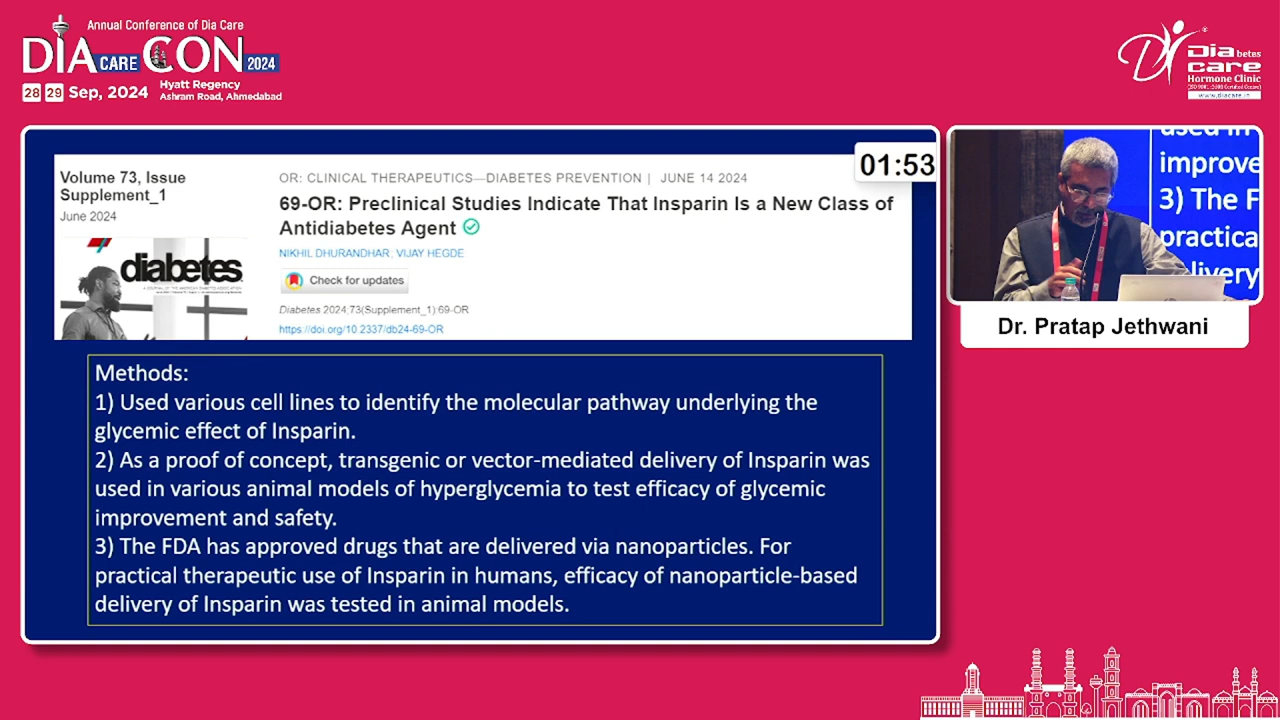 Annual Conference of Dia Care
DIA CARE CON 2024
28 29 Sep, 2024
Hyatt Regency
Ashram Road, Ahmedabad
Diabetes
care
Hormone Clinic
www.diacare.in
01:53
Volume 73, Issue
Supplement_1
June 2024
diabetes
OR: CLINICAL THERAPEUTICS—DIABETES PREVENTION | JUNE 14 2024
69-OR: Preclinical Studies Indicate That Insparin Is a New Class of
Antidiabetes Agent
NIKHIL DHURANDHAR; VIJAY HEGDE
Check for updates
Diabetes 2024;73(Supplement_1):69-OR
https://doi.org/10.2337/db24-69-OR
Methods:
1) Used various cell lines to identify the molecular pathway underlying the
glycemic effect of Insparin.
2) As a proof of concept, transgenic or vector-mediated delivery of Insparin was
used in various animal models of hyperglycemia to test efficacy of glycemic
improvement and safety.
3) The FDA has approved drugs that are delivered via nanoparticles. For
practical therapeutic use of Insparin in humans, efficacy of nanoparticle-based
delivery of Insparin was tested in animal models.
used in
improve
3) The F
practica
delivery
Dr. Pratap Jethwani